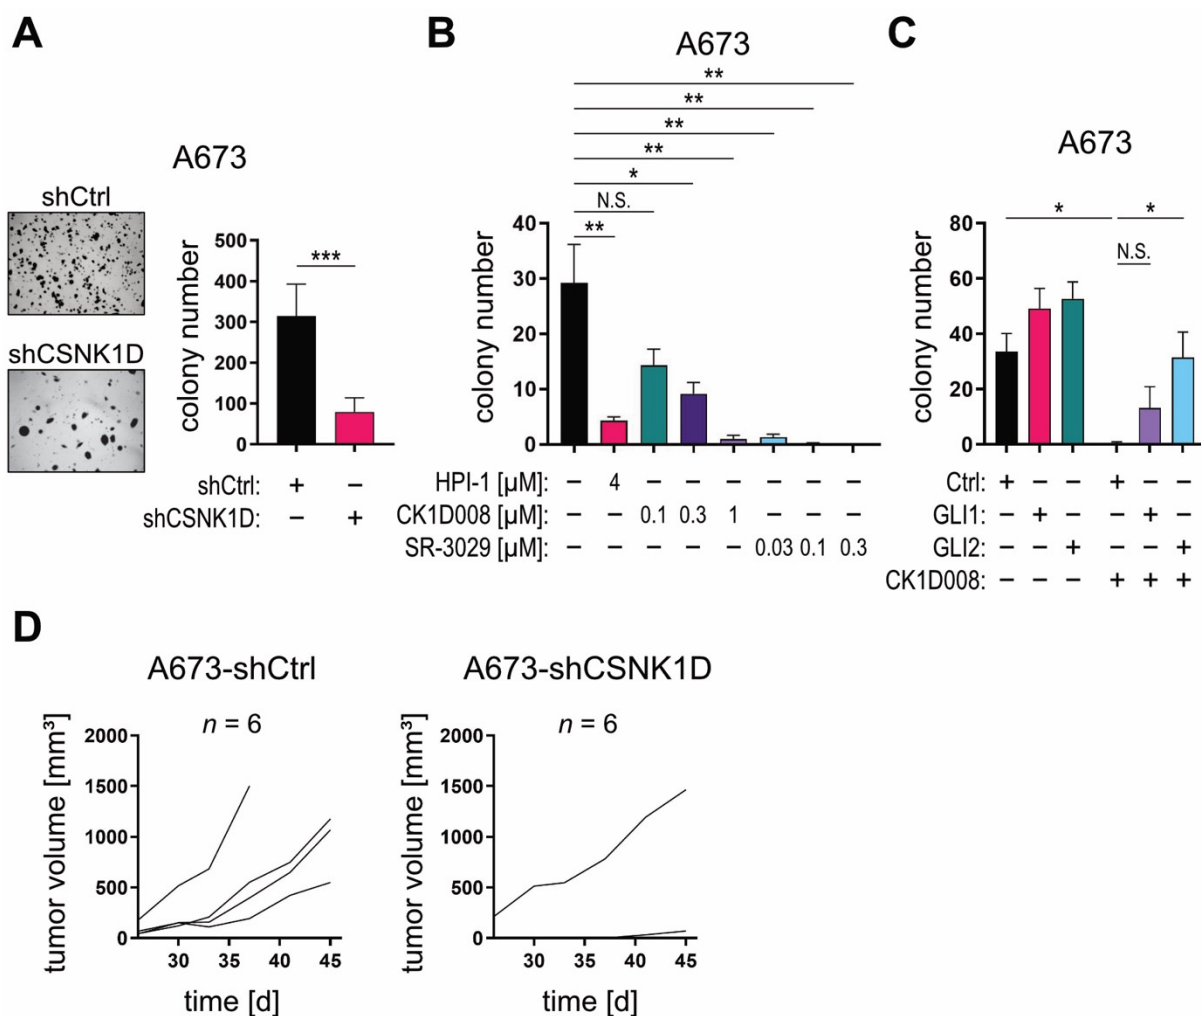 A
A673
shCtrl
shCSNK1D
colony number
500
400
300
200
100
0
***
shCtrl: + –
shCSNK1D: – +
B
A673
**
**
**
**
*
N.S.
**
colony number
40
30
20
10
0
HPI-1 [µM]: – 4 – – – – – –
CK1D008 [µM]: – – 0.1 0.3 1 – – –
SR-3029 [µM]: – – – – – 0.03 0.1 0.3
C
A673
* *
N.S.
colony number
80
60
40
20
0
Ctrl: + – – + – –
GLI1: – + – – + –
GLI2: – – + – – +
CK1D008: – – – + + +
D
A673-shCtrl
n = 6
tumor volume [mm³]
2000
1500
1000
500
0
30 35 40 45
time [d]
A673-shCSNK1D
n = 6
tumor volume [mm³]
2000
1500
1000
500
0
30 35 40 45
time [d]